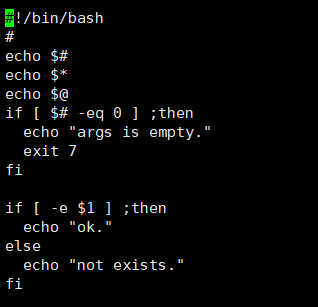 #!/bin/bash
#
echo $#
echo $*
echo $@
if [ $# -eq 0 ] ;then
  echo "args is empty."
  exit 7
fi

if [ -e $1 ] ;then
  echo "ok."
else
  echo "not exists."
fi